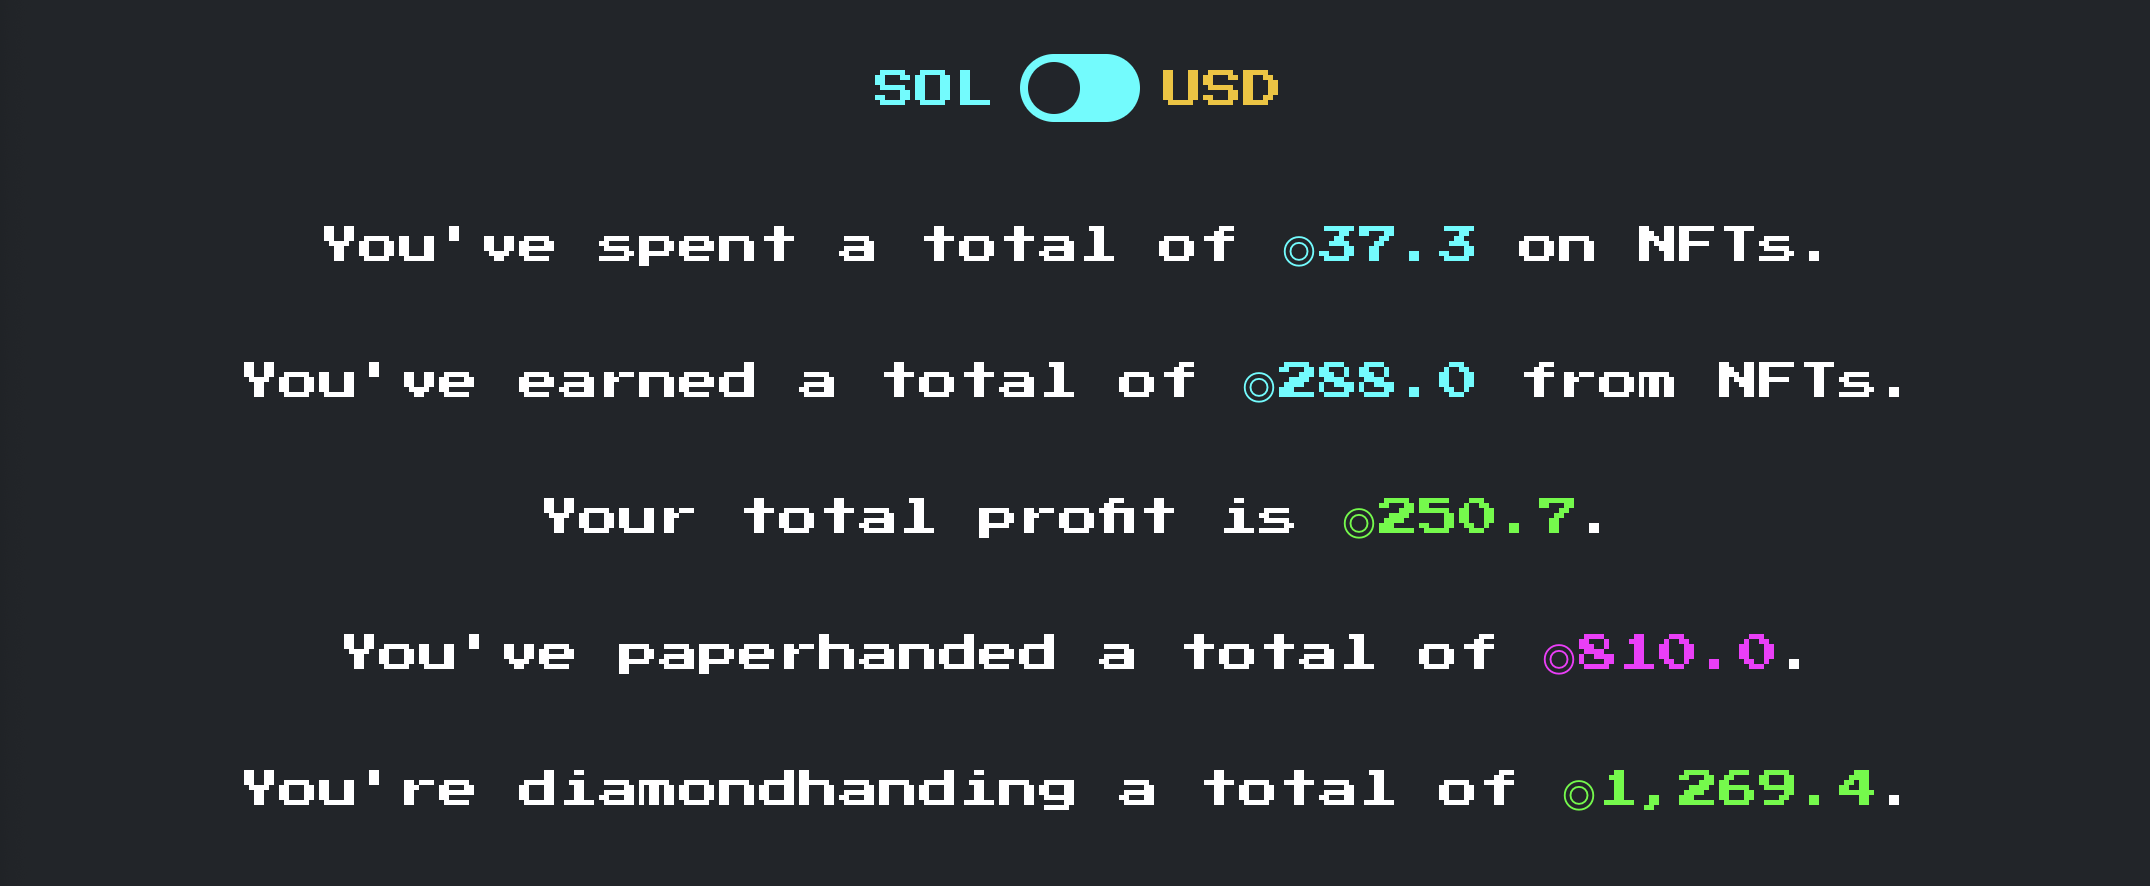 SOL USD
You've spent a total of ◎37.3 on NFTs.
You've earned a total of ◎288.0 from NFTs.
Your total profit is ◎250.7.
You've paperhanded a total of ◎810.0.
You're diamondhanding a total of ◎1,269.4.